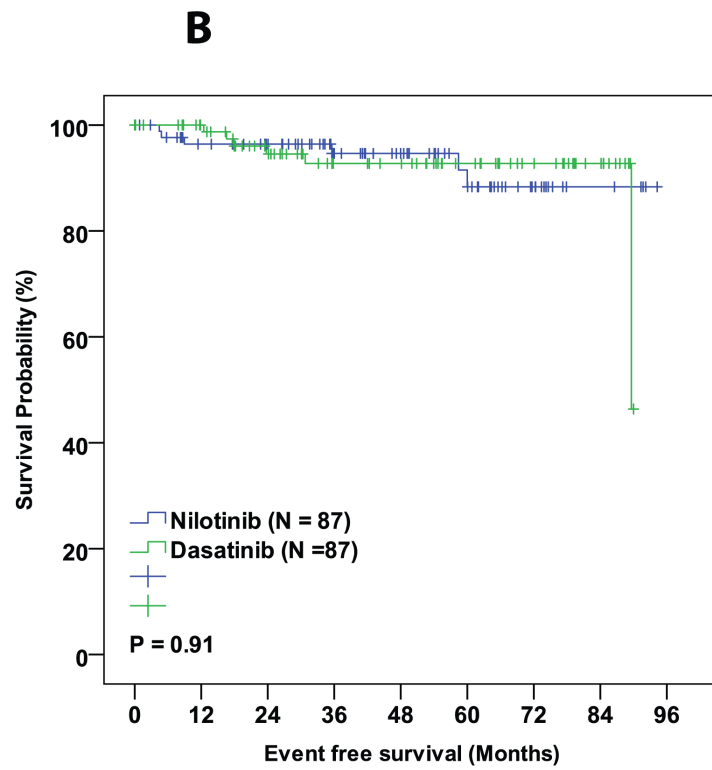 B
Survival Probability (%)
100
80
60
40
20
0
Nilotinib (N = 87)
Dasatinib (N =87)
P = 0.91
0 12 24 36 48 60 72 84 96
Event free survival (Months)